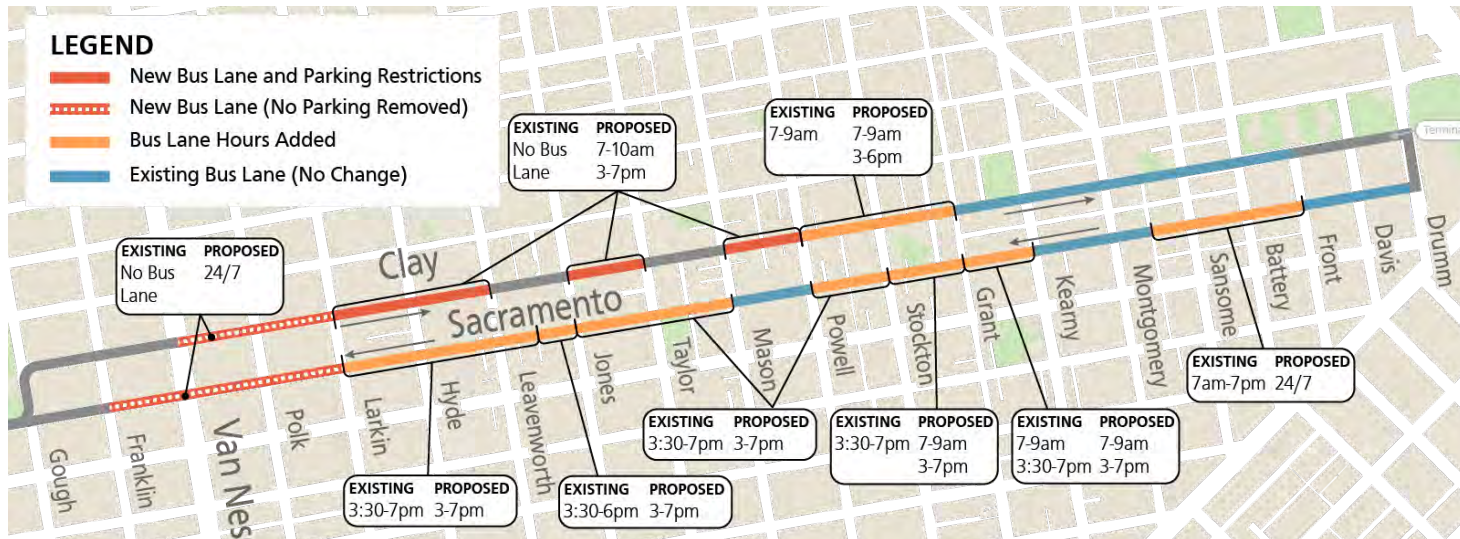 LEGEND
New Bus Lane and Parking Restrictions
New Bus Lane (No Parking Removed)
Bus Lane Hours Added
Existing Bus Lane (No Change)
EXISTING PROPOSED
No Bus 7-10am
Lane 3-7pm
EXISTING PROPOSED
7-9am 7-9am
3-6pm
Termina
EXISTING PROPOSED
No Bus 24/7
Lane
Clay
Sacramento
Gough
Franklin
Van Nes
Polk
Larkin
Hyde
Leavenworth
Jones
Taylor
Mason
Powell
Stockton
Grant
Kearny
Montgomery
Sansome
Battery
Front
Davis
Drumm
EXISTING PROPOSED
7am-7pm 24/7
EXISTING PROPOSED
3:30-7pm 3-7pm
EXISTING PROPOSED
3:30-7pm 7-9am
3-7pm
EXISTING PROPOSED
7-9am 7-9am
3:30-7pm 3-7pm
EXISTING PROPOSED
3:30-7pm 3-7pm
EXISTING PROPOSED
3:30-6pm 3-7pm